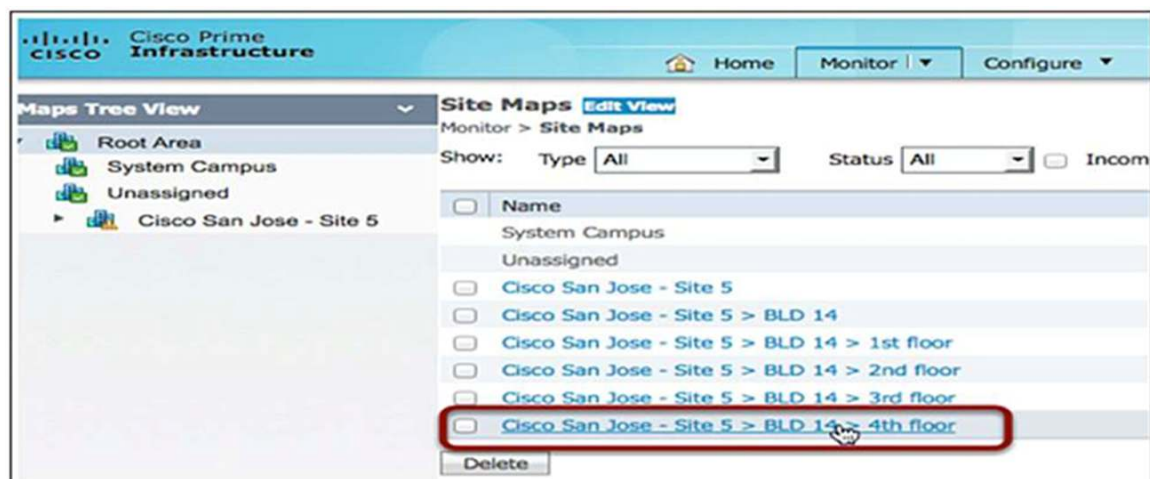 Cisco Prime
CISCO Infrastructure
Home Monitor Configure
Maps Tree View
Root Area
System Campus
Unassigned
Cisco San Jose - Site 5
Site Maps Edit View
Monitor > Site Maps
Show: Type All Status All Incom
Name
System Campus
Unassigned
Cisco San Jose - Site 5
Cisco San Jose - Site 5 > BLD 14
Cisco San Jose - Site 5 > BLD 14 > 1st floor
Cisco San Jose - Site 5 > BLD 14 > 2nd floor
Cisco San Jose - Site 5 > BLD 14 > 3rd floor
Cisco San Jose - Site 5 > BLD 14 > 4th floor
Delete